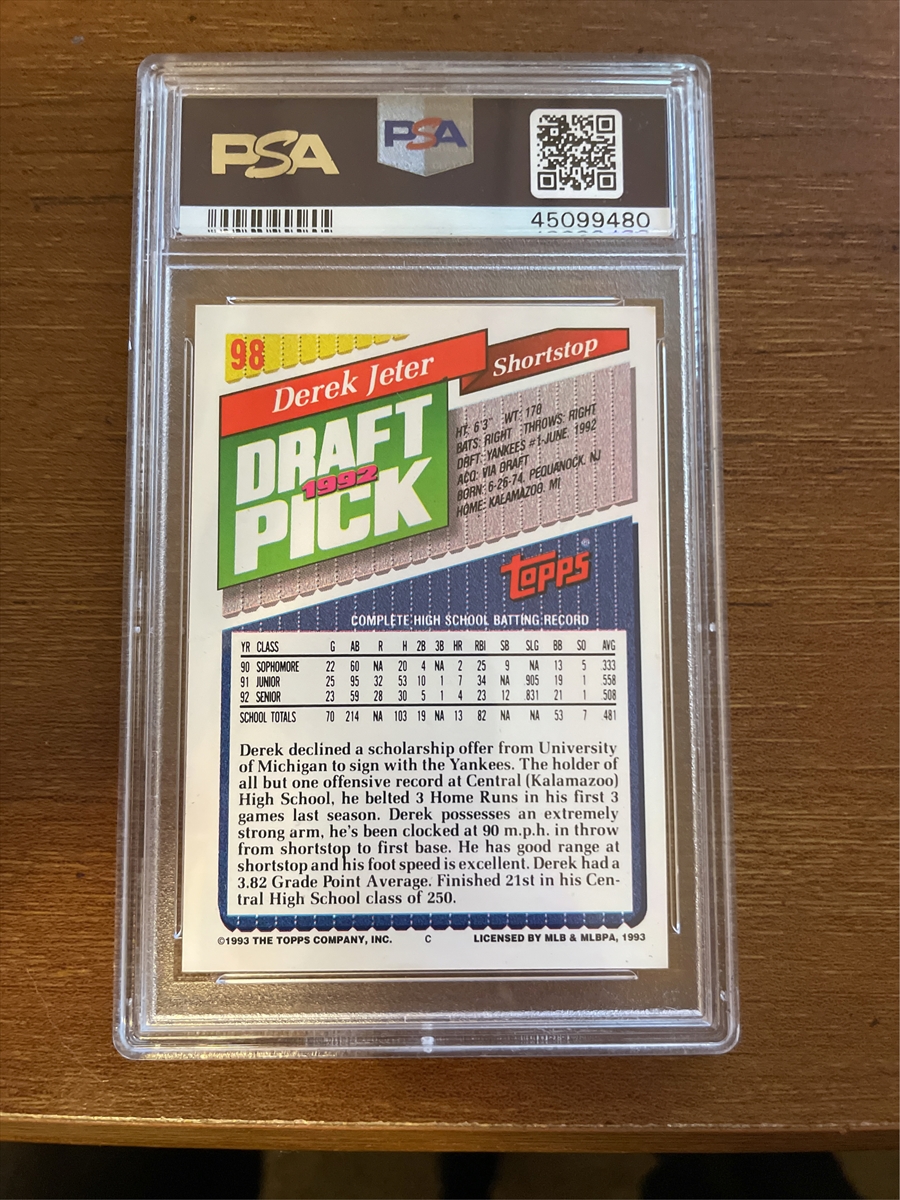 PSA PSA
45099480
98
Derek Jeter Shortstop
DRAFT
1992
PICK
HT: 6'3" WT: 178
BATS: RIGHT THROWS: RIGHT
DRFT: YANKEES #1-JUNE, 1992
ACQ. VIA DRAFT
BORN: 6-26-74, PEQUANOCK, NJ
HOME: KALAMAZOO, MI
TOPPS®
COMPLETE HIGH SCHOOL BATTING RECORD
YR CLASS G AB R H 2B 3B HR RBI SB SLG BB SO AVG
90 SOPHOMORE 22 60 NA 20 4 NA 2 25 9 NA 13 5 .333
91 JUNIOR 25 95 32 53 10 1 7 34 NA .905 19 1 .558
92 SENIOR 23 59 28 30 5 1 4 23 12 .831 21 1 .508
SCHOOL TOTALS 70 214 NA 103 19 NA 13 82 NA NA 53 7 .481
Derek declined a scholarship offer from University
of Michigan to sign with the Yankees. The holder of
all but one offensive record at Central (Kalamazoo)
High School, he belted 3 Home Runs in his first 3
games last season. Derek possesses an extremely
strong arm, he's been clocked at 90 m.p.h. in throw
from shortstop to first base. He has good range at
shortstop and his foot speed is excellent. Derek had a
3.82 Grade Point Average. Finished 21st in his Cen-
tral High School class of 250.
©1993 THE TOPPS COMPANY, INC. C LICENSED BY MLB & MLBPA, 1993